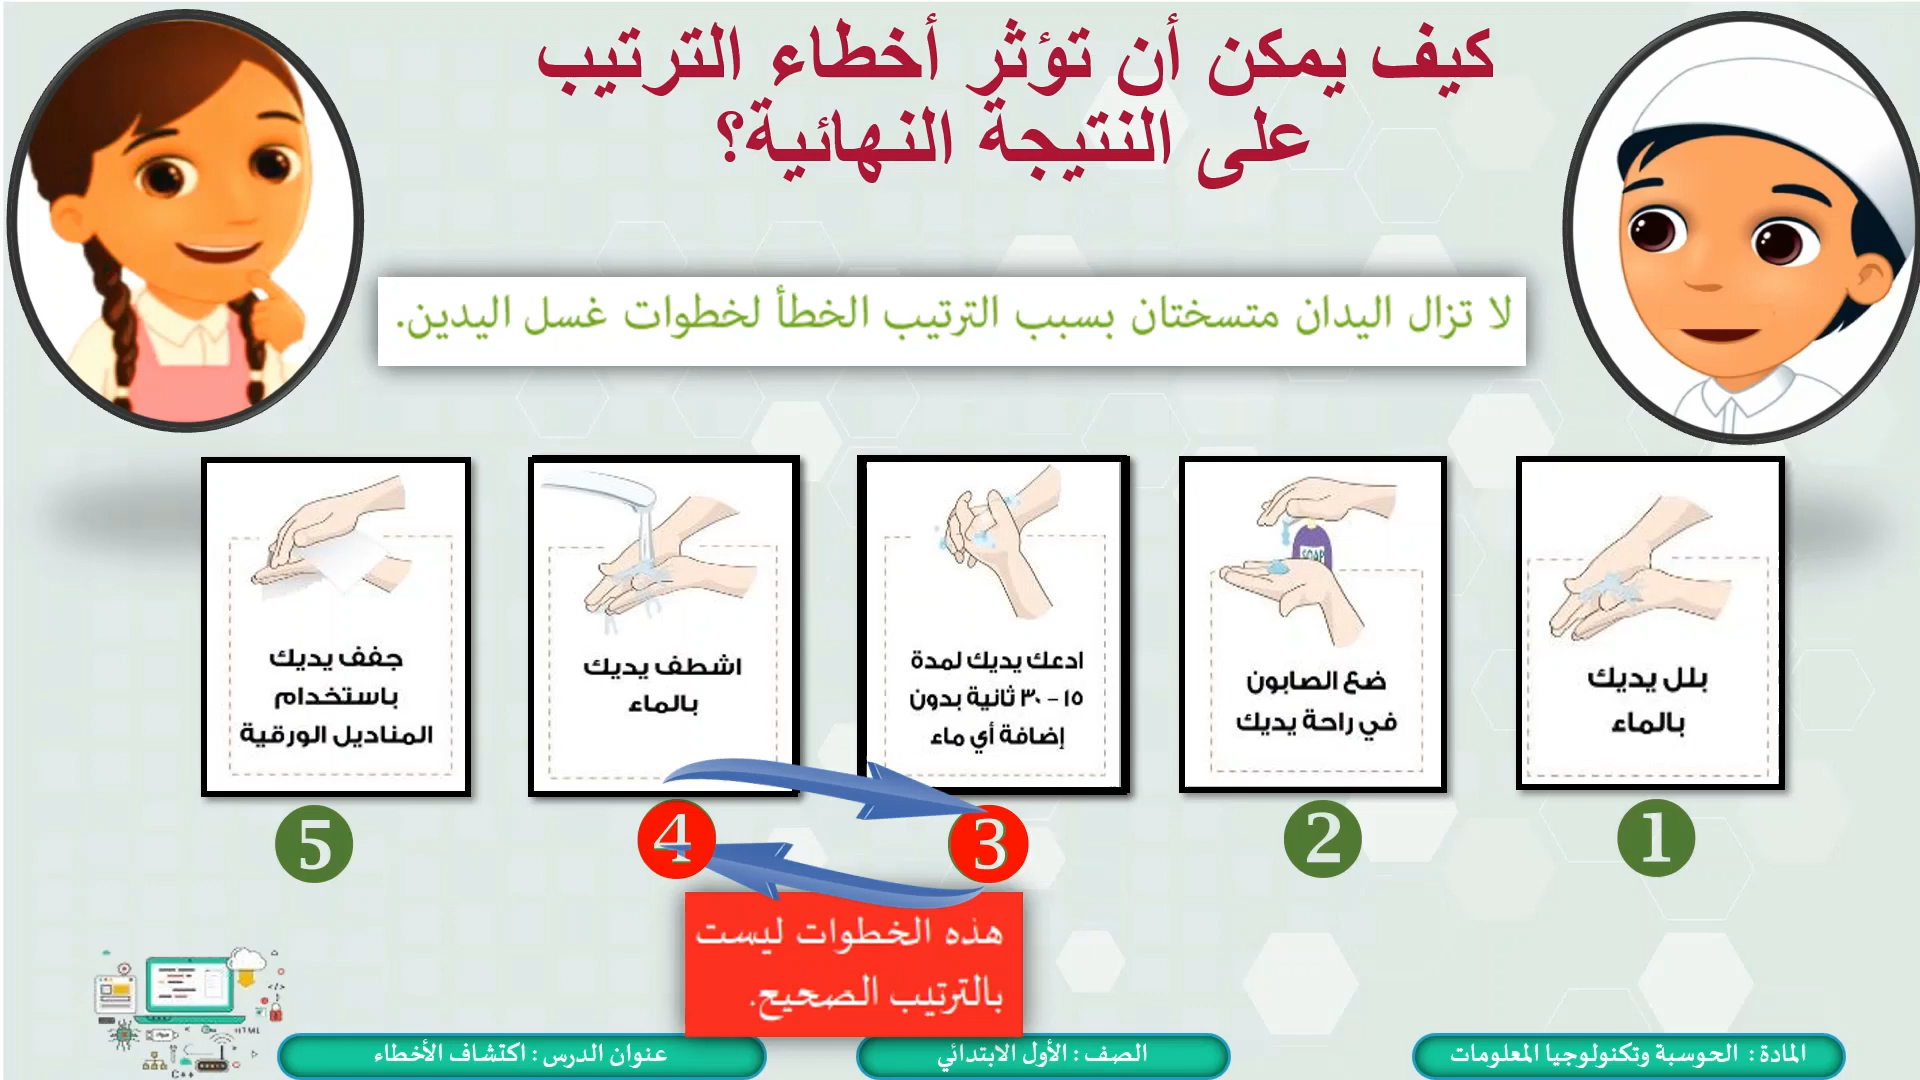 كيف يمكن أن تؤثر أخطاء الترتيب
على النتيجة النهائية؟
لا تزال اليدان متسختان بسبب الترتيب الخطأ لخطوات غسل اليدين.
بلل يديك
بالماء
1
SOAP
ضع الصابون
في راحة يديك
2
ادعك يديك لمدة
١٥ - ٣٠ ثانية بدون
إضافة أي ماء
3
اشطف يديك
بالماء
4
جفف يديك
باستخدام
المناديل الورقية
5
هذه الخطوات ليست
بالترتيب الصحيح.
المادة : الحوسبة وتكنولوجيا المعلومات
الصف : الأول الابتدائي
عنوان الدرس : اكتشاف الأخطاء
</>
HTML
C++